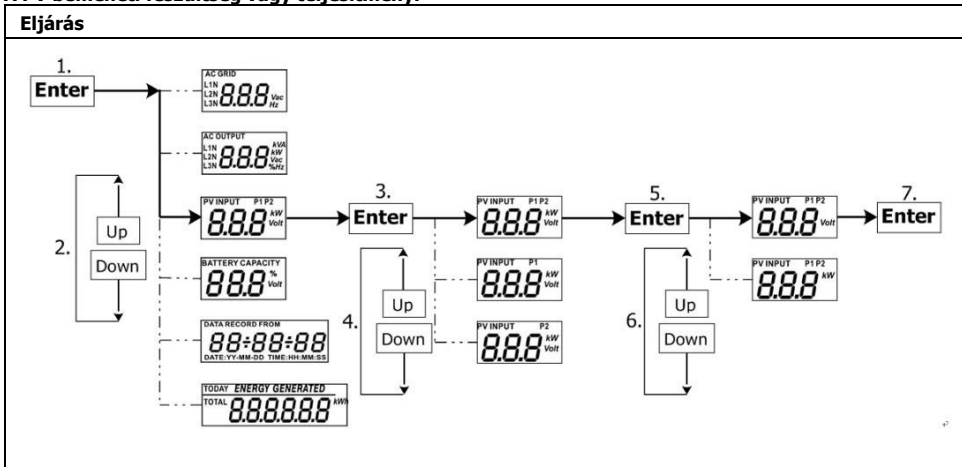 PV bemeneti feszültség vagy teljesítmény
Eljárás
1.
Enter
AC GRID
L1N
L2N
L3N
8.8.8
Vac
Hz
AC OUTPUT
L1N
L2N
L3N
8.8.8
kVA
kW
Vac
%Hz
2.
Up
Down
PV INPUT P1 P2
8.8.8 kW
Volt
3.
Enter
PV INPUT P1 P2
8.8.8 kW
Volt
5.
Enter
PV INPUT P1 P2
8.8.8 Volt
7.
Enter
BATTERY CAPACITY
88.8 %
Volt
4.
Up
Down
PV INPUT P1
8.8.8 kW
Volt
6.
Up
Down
PV INPUT P1 P2
8.8.8 kW
DATA RECORD FROM
88÷88÷88
DATE:YY-MM-DD TIME:HH:MM:SS
PV INPUT P2
8.8.8 kW
Volt
TODAY ENERGY GENERATED
TOTAL 8.8.8.8.8.8 kWh